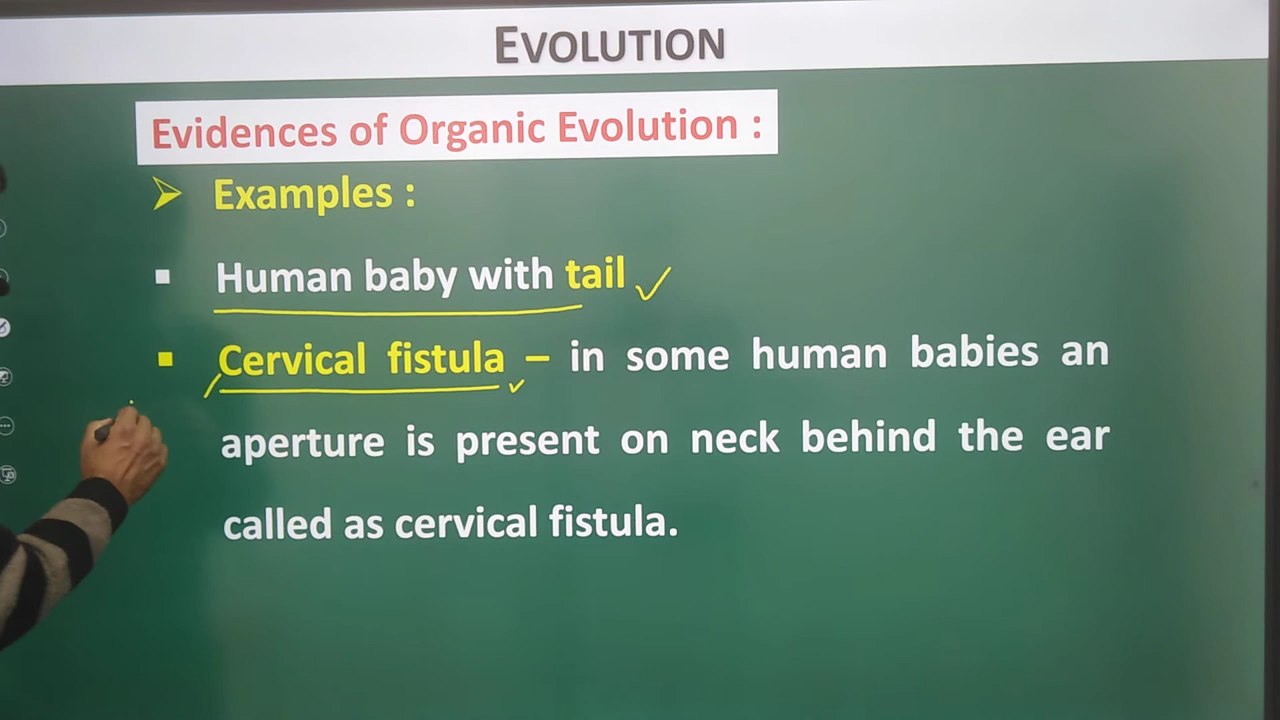 EVOLUTION
Evidences of Organic Evolution :
Examples :
Human baby with tail
Cervical fistula – in some human babies an
aperture is present on neck behind the ear
called as cervical fistula.